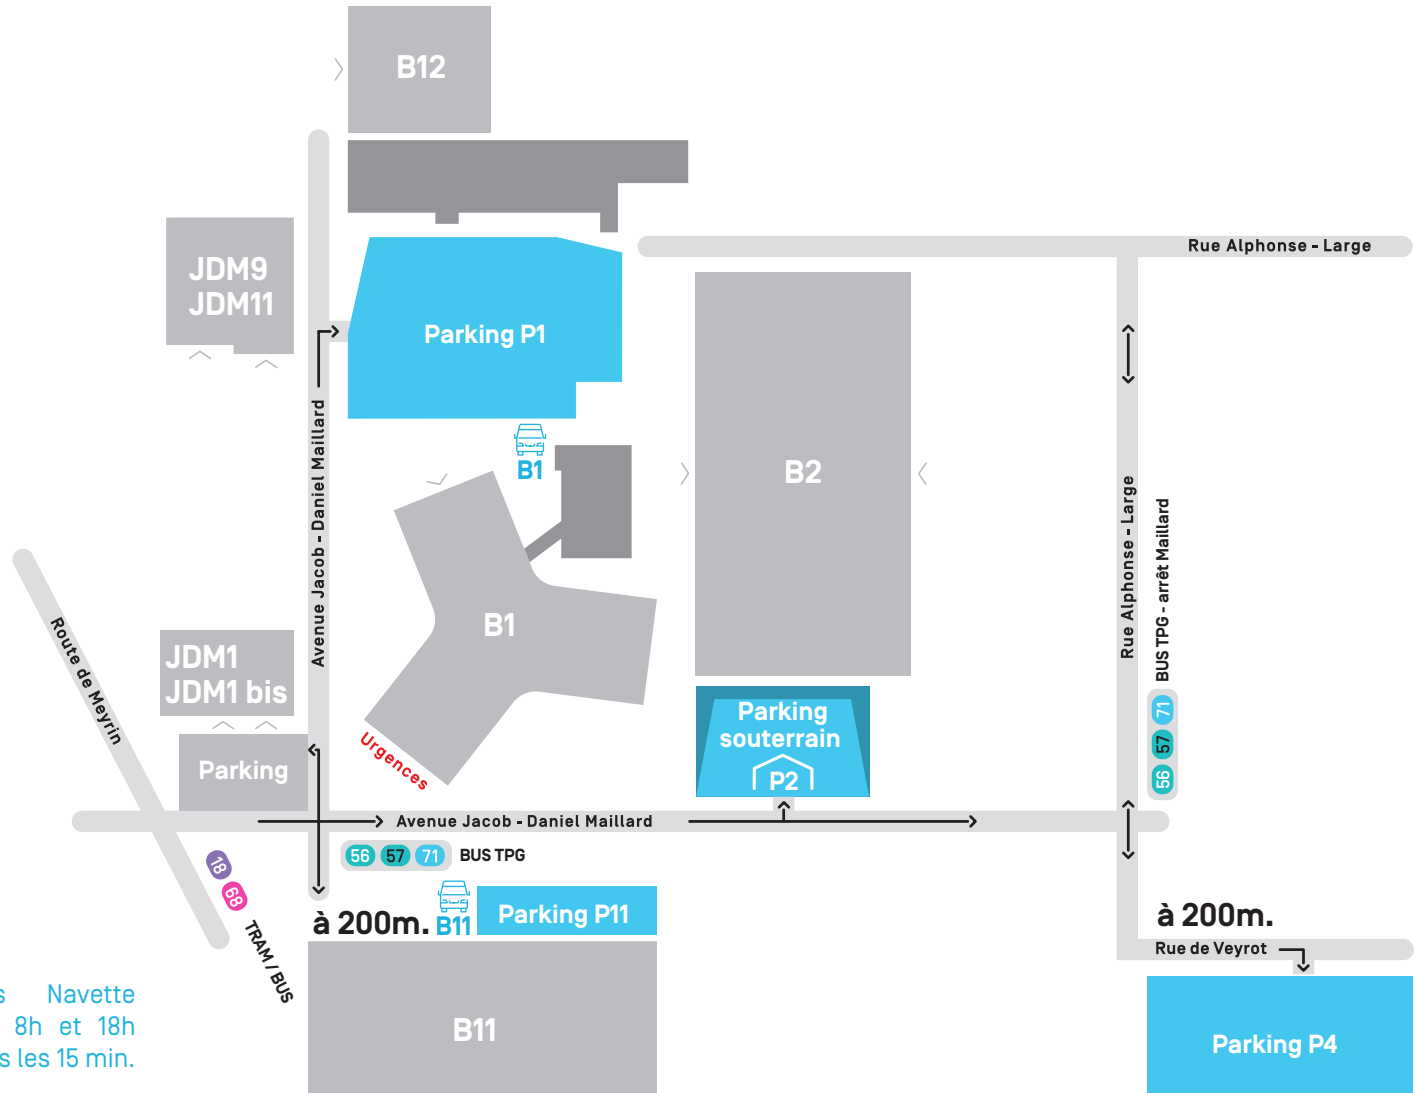 B12
JDM9
JDM11
Rue Alphonse - Large
Parking P1
Avenue Jacob - Daniel Maillard
B1
B2
Rue Alphonse - Large
BUS TPG - arrêt Maillard
56 57 71
Route de Meyrin
JDM1
JDM1 bis
B1
Urgences
Parking
Parking
souterrain
P2
Avenue Jacob - Daniel Maillard
56 57 71 BUS TPG
18 68 TRAM / BUS
à 200m.
B11
Parking P11
à 200m.
Rue de Veyrot
B11
Parking P4
Navette
8h et 18h
les 15 min.